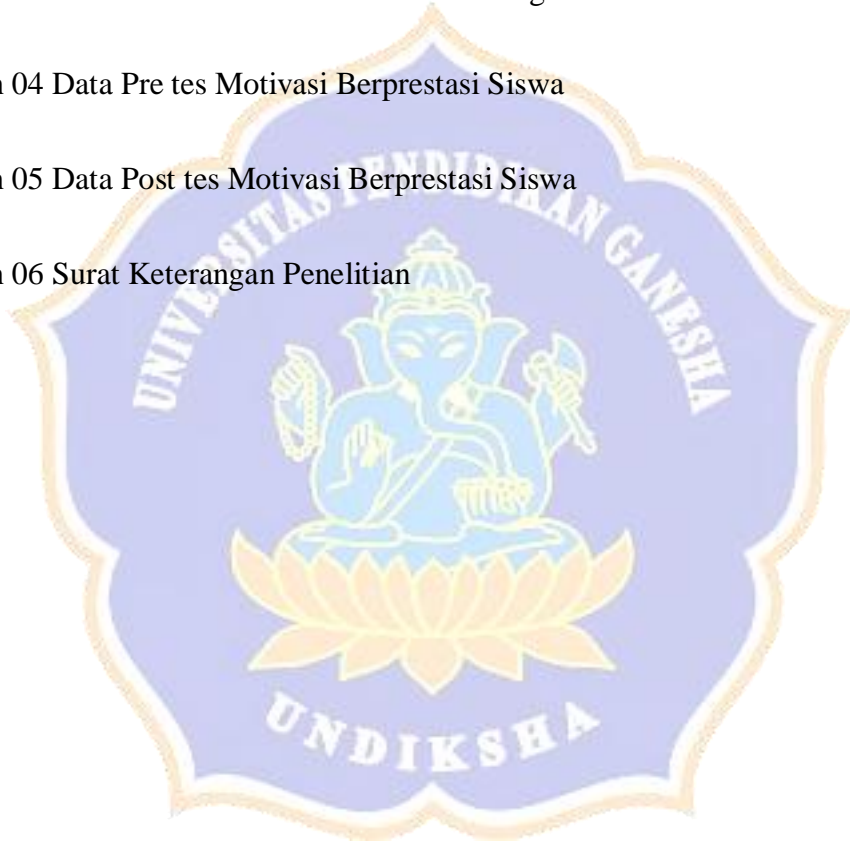 04 Data Pre tes Motivasi Berprestasi Siswa
05 Data Post tes Motivasi Berprestasi Siswa
06 Surat Keterangan Penelitian
UNIVERSITAS PENDIDIKAN GANESHA
UNDIKSHA